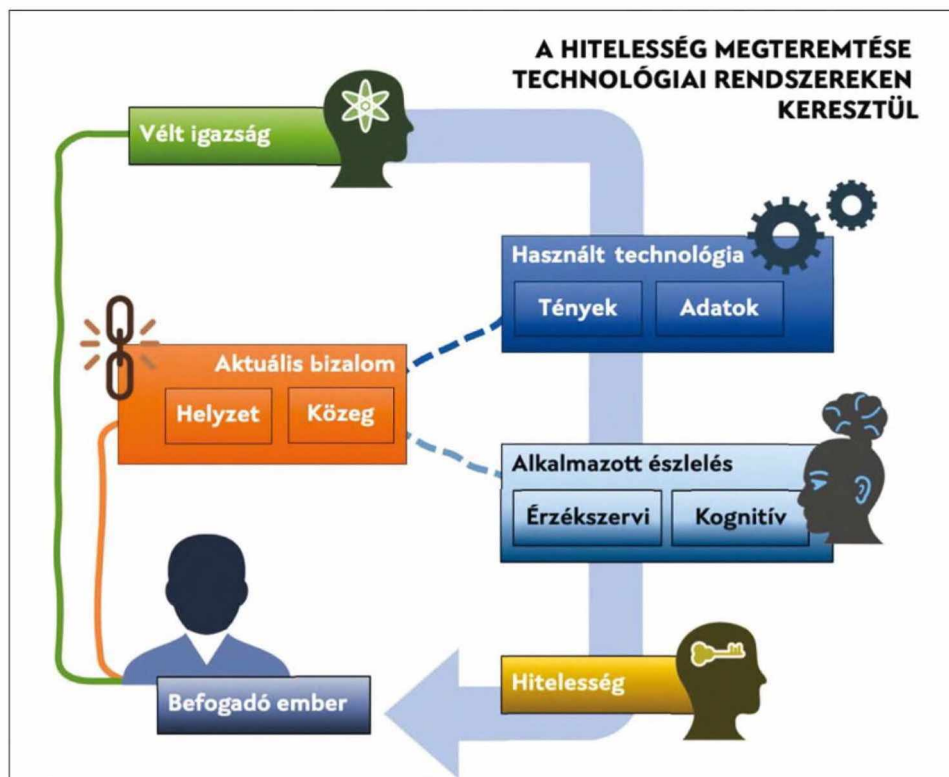 A HITELESSÉG MEGTEREMTÉSE
TECHNOLÓGIAI RENDSZEREKEN
KERESZTÜL
Vélt igazság
Használt technológia
Tények
Adatok
Aktuális bizalom
Helyzet
Közeg
Alkalmazott észlelés
Érzékszervi
Kognitív
Hitelesség
Befogadó ember